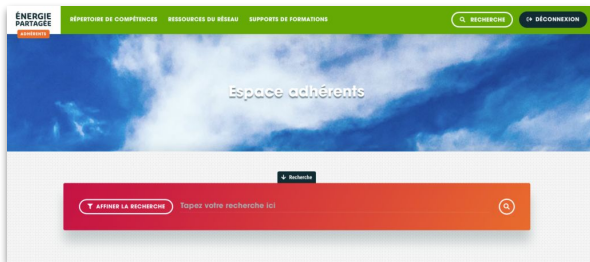 ÉNERGIE
PARTAGÉE
ADHÉRENTS
RÉPERTOIRE DE COMPÉTENCES RESSOURCES DU RÉSEAU SUPPORTS DE FORMATIONS
RECHERCHE DÉCONNEXION
Espace adhérents
Recherche
AFFINER LA RECHERCHE Tapez votre recherche ici